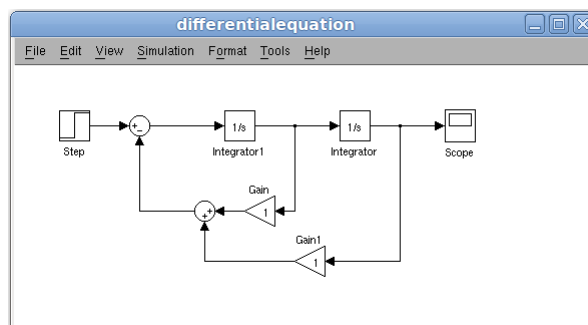 differentialequation
File Edit View Simulation Format Tools Help
1/s
1/s
Step
Integrator1
Integrator
Scope
Gain
1
Gain1
1